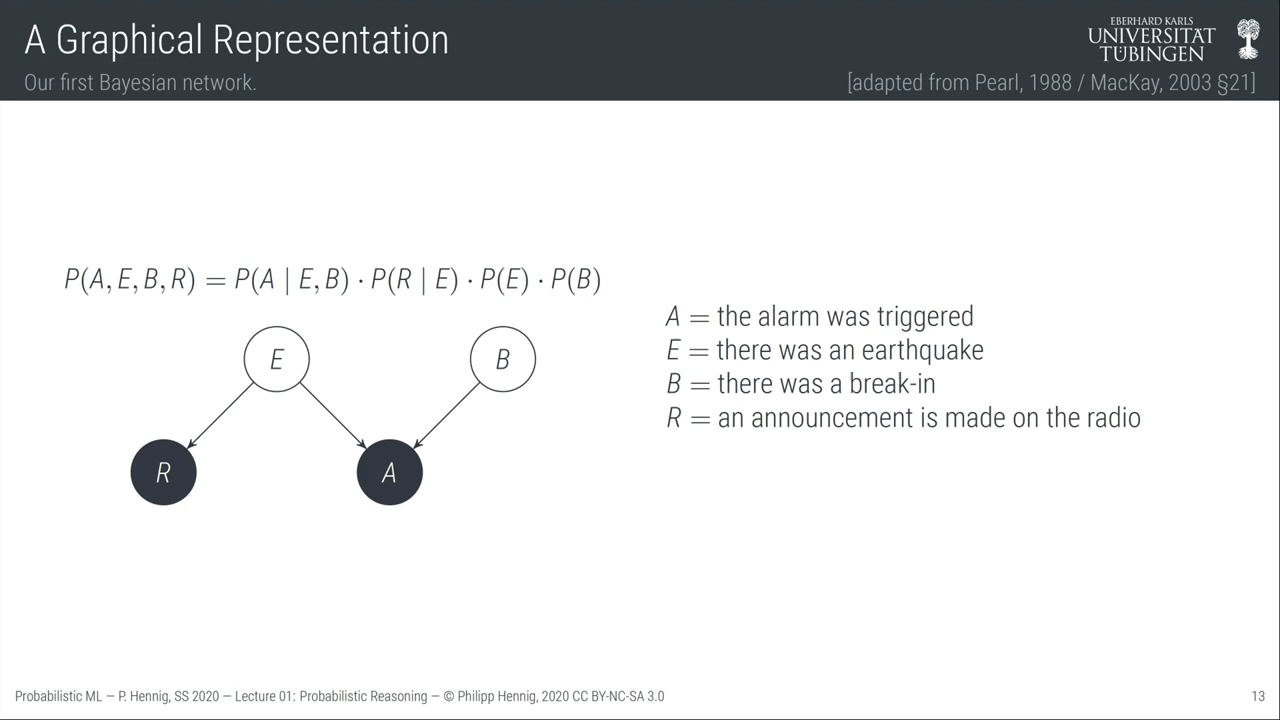 A Graphical Representation
Our first Bayesian network.
EBERHARD KARLS
UNIVERSITÄT
TÜBINGEN
[adapted from Pearl, 1988 / MacKay, 2003 §21]
P(A, E, B, R) = P(A | E, B) · P(R | E) · P(E) · P(B)
E
B
R
A
A = the alarm was triggered
E = there was an earthquake
B = there was a break-in
R = an announcement is made on the radio
Probabilistic ML — P. Hennig, SS 2020 — Lecture 01: Probabilistic Reasoning — © Philipp Hennig, 2020 CC BY-NC-SA 3.0
13